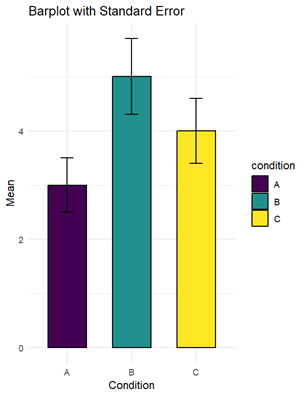 Barplot with Standard Error
Mean
4
2
0
A
B
C
Condition
condition
A
B
C